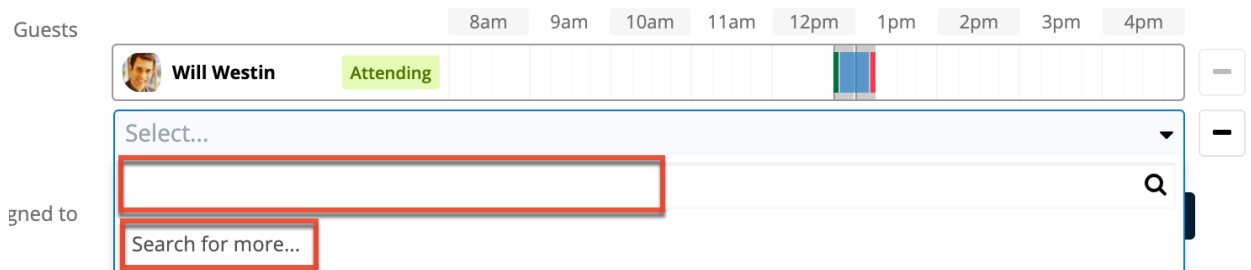 Guests 8am 9am 10am 11am 12pm 1pm 2pm 3pm 4pm
Will Westin Attending
Select...
gned to
Search for more...